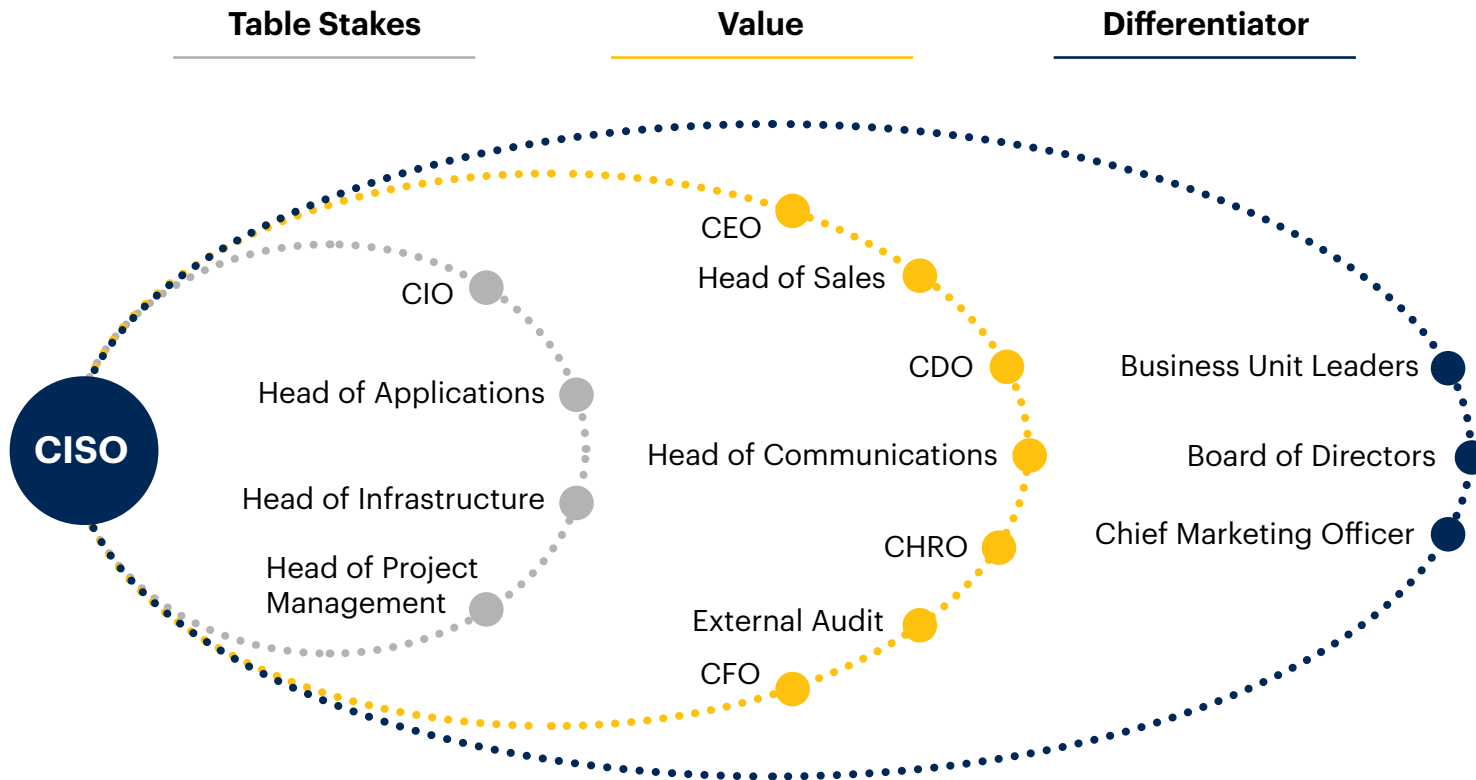 Table Stakes
Value
Differentiator
CEO
Head of Sales
CIO
CDO
Business Unit Leaders
Head of Applications
CISO
Head of Communications
Board of Directors
Head of Infrastructure
Chief Marketing Officer
CHRO
Head of Project
Management
External Audit
CFO